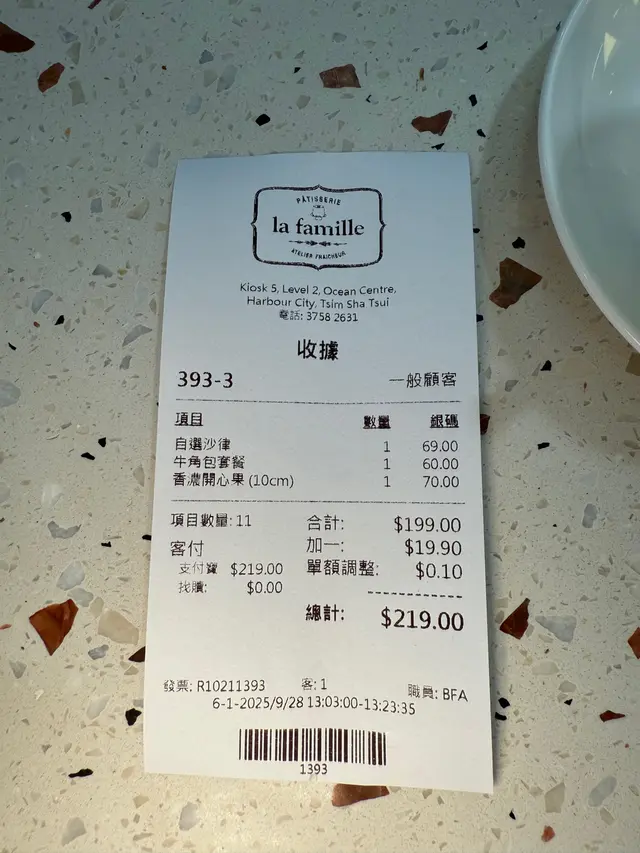 PÂTISSERIE
la famille
ATELIER FRAICHEUR
Kiosk 5, Level 2, Ocean Centre,
Harbour City, Tsim Sha Tsui
電話: 3758 2631
收據
393-3 一般顧客
項目 數量 銀碼
自選沙律 1 69.00
牛角包套餐 1 60.00
香濃開心果 (10cm) 1 70.00
項目數量: 11 合計: $199.00
客付 加一: $19.90
支付寶 $219.00 單額調整: $0.10
找贖: $0.00
總計: $219.00
發票: R10211393 客: 1 職員: BFA
6-1-2025/9/28 13:03:00-13:23:35
1393